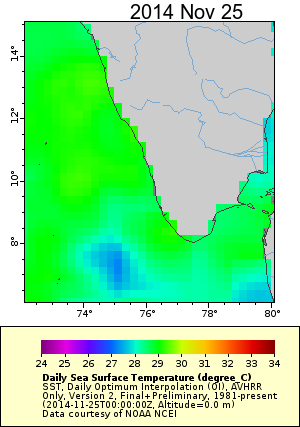 2014 Nov 25
14°
12°
10°
8°
74° 76° 78° 80°
24 25 26 27 28 29 30 31 32 33 34
Daily Sea Surface Temperature (degree_C)
SST, Daily Optimum Interpolation (OI), AVHRR
Only, Version 2, Final+Preliminary, 1981-present
(2014-11-25T00:00:00Z, Altitude=0.0 m)
Data courtesy of NOAA NCEI